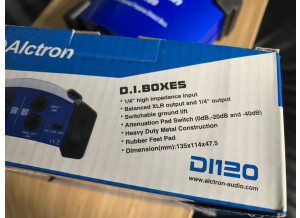 Alctron
D.I.BOXES
• 1/4" high impedance input
• Balanced XLR output and 1/4" output
• Switchable ground lift
• Attenuation Pad Switch (0dB,-20dB and -40dB)
• Heavy Duty Metal Construction
• Rubber Feet Pad
• Dimension(mm):135x114x47.5
DI120
www.alctron-audio.com